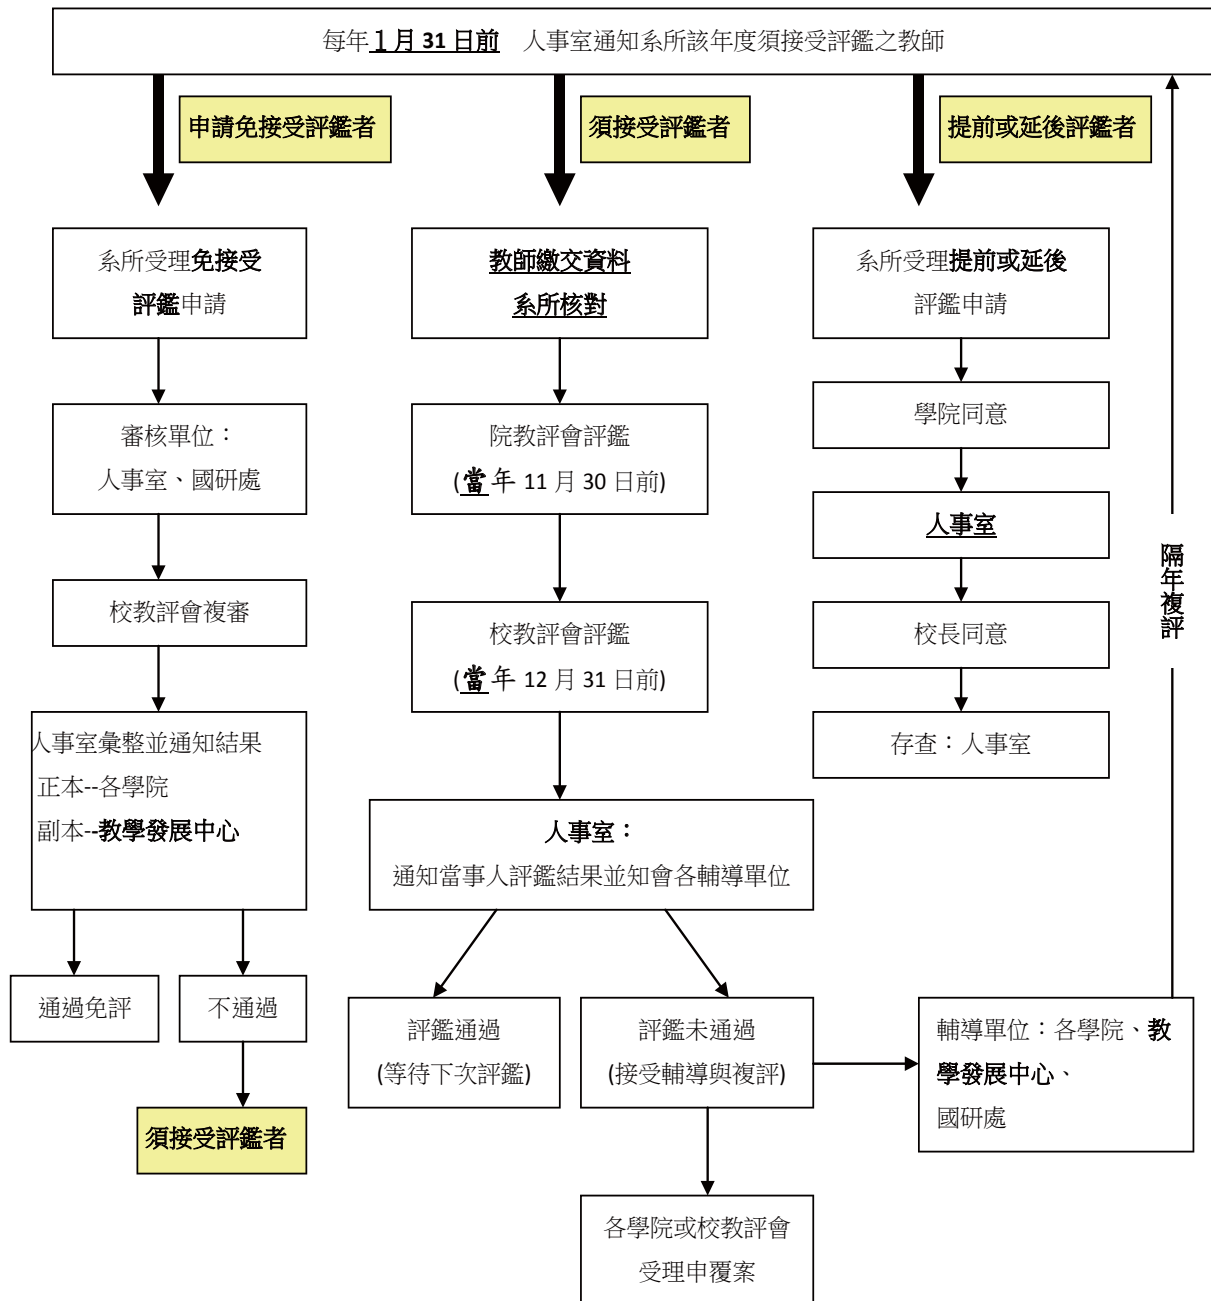 每年1月31日前　人事室通知系所該年度須接受評鑑之教師
申請免接受評鑑者
須接受評鑑者
提前或延後評鑑者
系所受理免接受
評鑑申請
審核單位：
人事室、國研處
校教評會複審
人事室彙整並通知結果
正本--各學院
副本--教學發展中心
通過免評
不通過
須接受評鑑者
教師繳交資料
系所核對
院教評會評鑑
(當年 11 月 30 日前)
校教評會評鑑
(當年 12 月 31 日前)
人事室：
通知當事人評鑑結果並知會各輔導單位
評鑑通過
(等待下次評鑑)
評鑑未通過
(接受輔導與複評)
各學院或校教評會
受理申覆案
系所受理提前或延後
評鑑申請
學院同意
人事室
校長同意
存查：人事室
輔導單位：各學院、教
學發展中心、
國研處
隔年複評